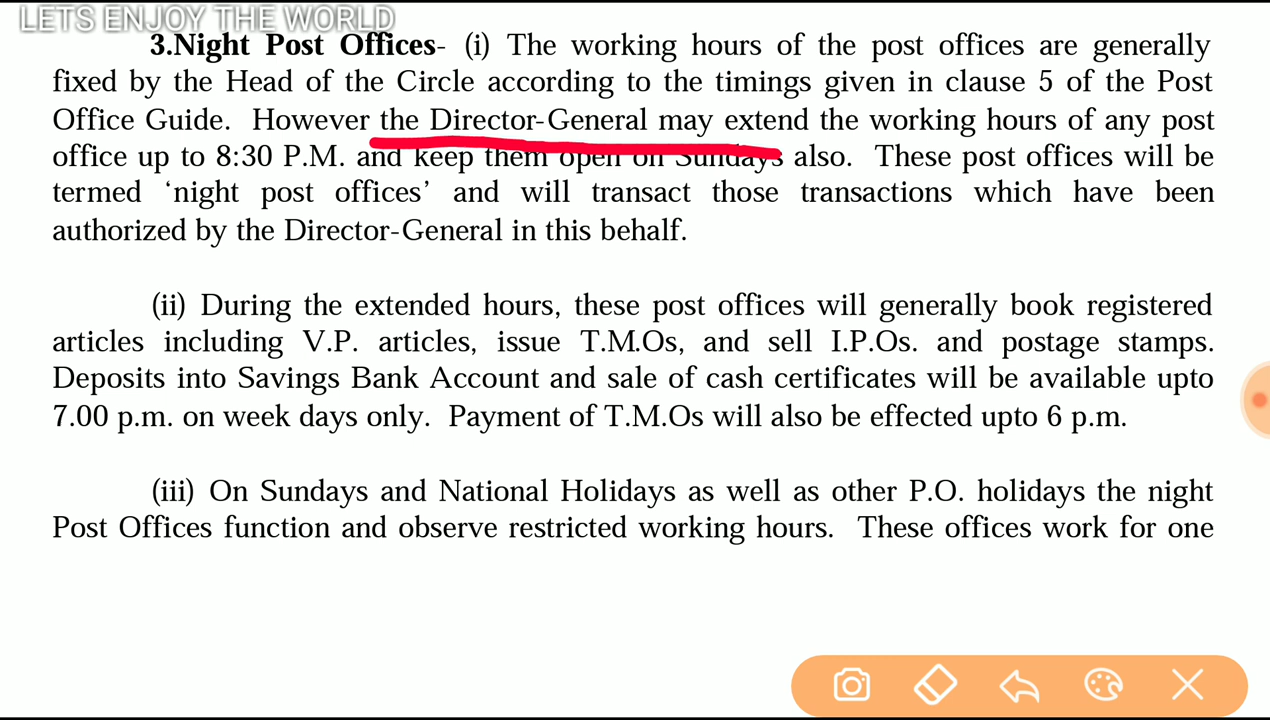 LETS ENJOY THE WORLD
3.Night Post Offices- (i) The working hours of the post offices are generally
fixed by the Head of the Circle according to the timings given in clause 5 of the Post
Office Guide. However the Director-General may extend the working hours of any post
office up to 8:30 P.M. and keep them open on Sundays also. These post offices will be
termed ‘night post offices’ and will transact those transactions which have been
authorized by the Director-General in this behalf.
(ii) During the extended hours, these post offices will generally book registered
articles including V.P. articles, issue T.M.Os, and sell I.P.Os. and postage stamps.
Deposits into Savings Bank Account and sale of cash certificates will be available upto
7.00 p.m. on week days only. Payment of T.M.Os will also be effected upto 6 p.m.
(iii) On Sundays and National Holidays as well as other P.O. holidays the night
Post Offices function and observe restricted working hours. These offices work for one